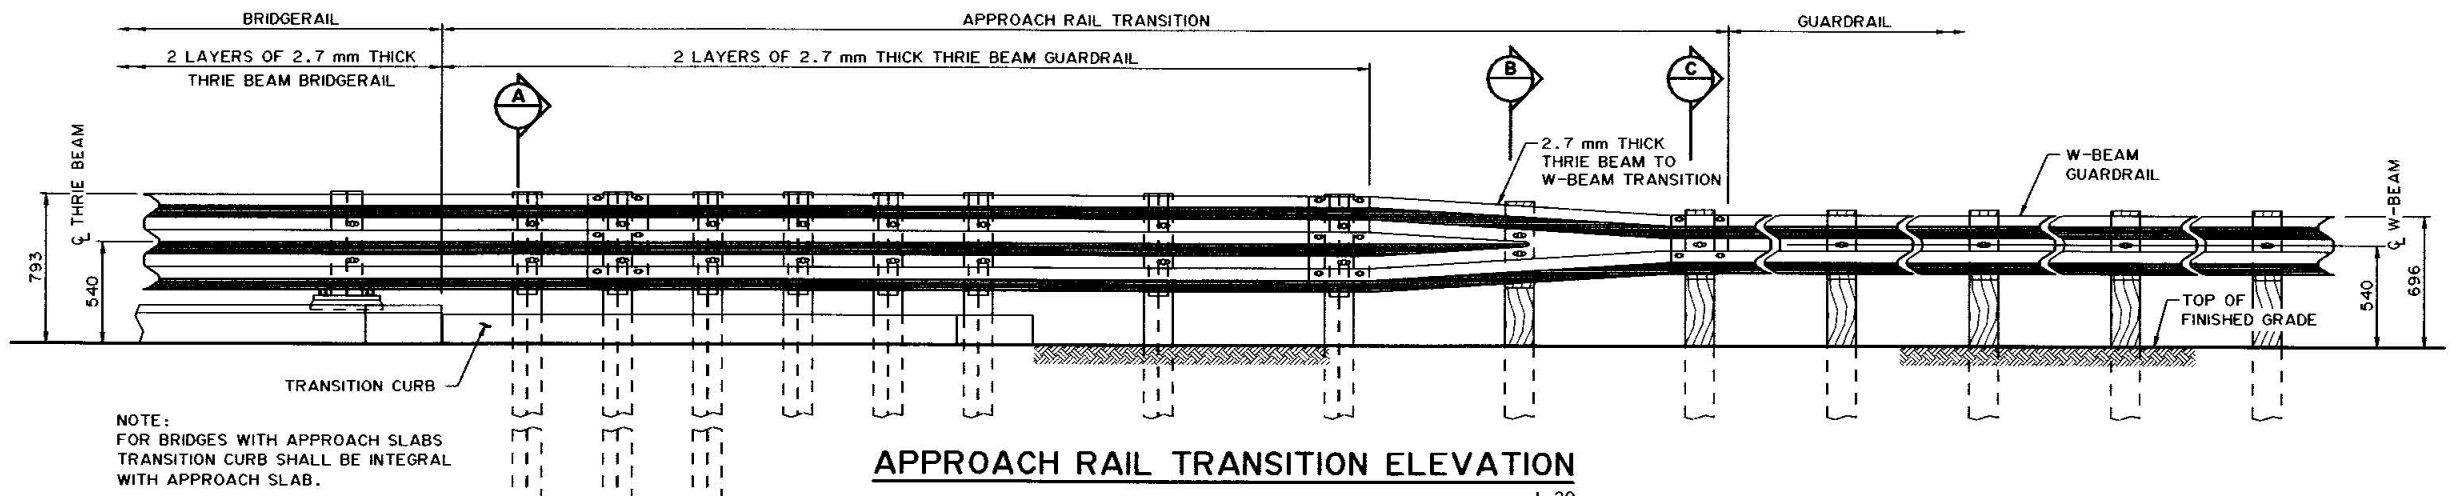 BRIDGERAIL
APPROACH RAIL TRANSITION
GUARDRAIL
2 LAYERS OF 2.7 mm THICK
THRIE BEAM BRIDGERAIL
2 LAYERS OF 2.7 mm THICK THRIE BEAM GUARDRAIL
A
B
C
℄ THRIE BEAM
793
540
2.7 mm THICK
THRIE BEAM TO
W-BEAM TRANSITION
W-BEAM
GUARDRAIL
℄ W-BEAM
540
696
TOP OF
FINISHED GRADE
TRANSITION CURB
NOTE:
FOR BRIDGES WITH APPROACH SLABS
TRANSITION CURB SHALL BE INTEGRAL
WITH APPROACH SLAB.
APPROACH RAIL TRANSITION ELEVATION